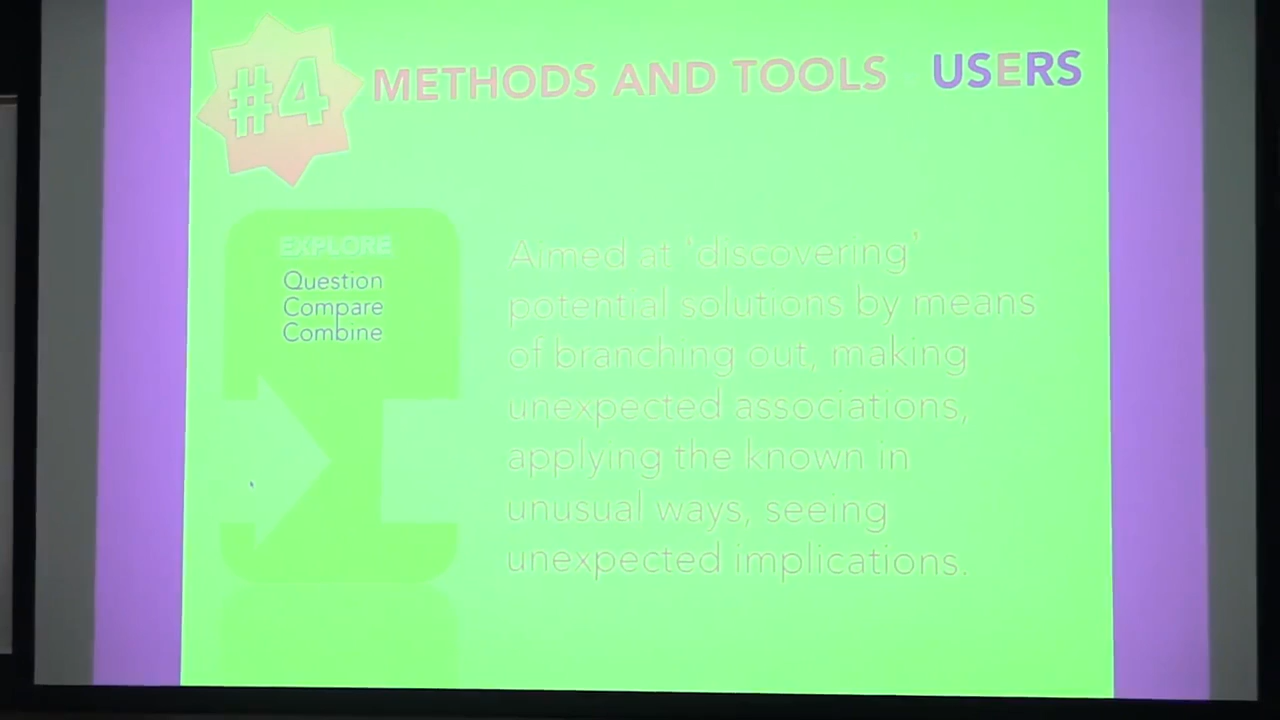 #4 METHODS AND TOOLS USERS
EXPLORE
Question
Compare
Combine
Aimed at 'discovering'
potential solutions by means
of branching out, making
unexpected associations,
applying the known in
unusual ways, seeing
unexpected implications.